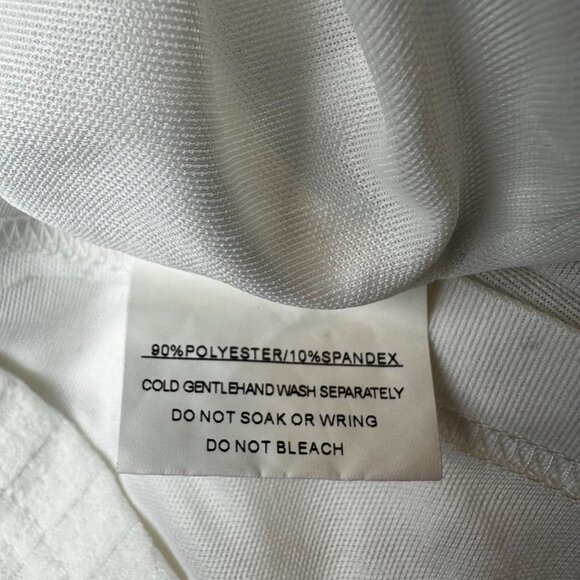 90%POLYESTER/10%SPANDEX
COLD GENTLEHAND WASH SEPARATELY
DO NOT SOAK OR WRING
DO NOT BLEACH